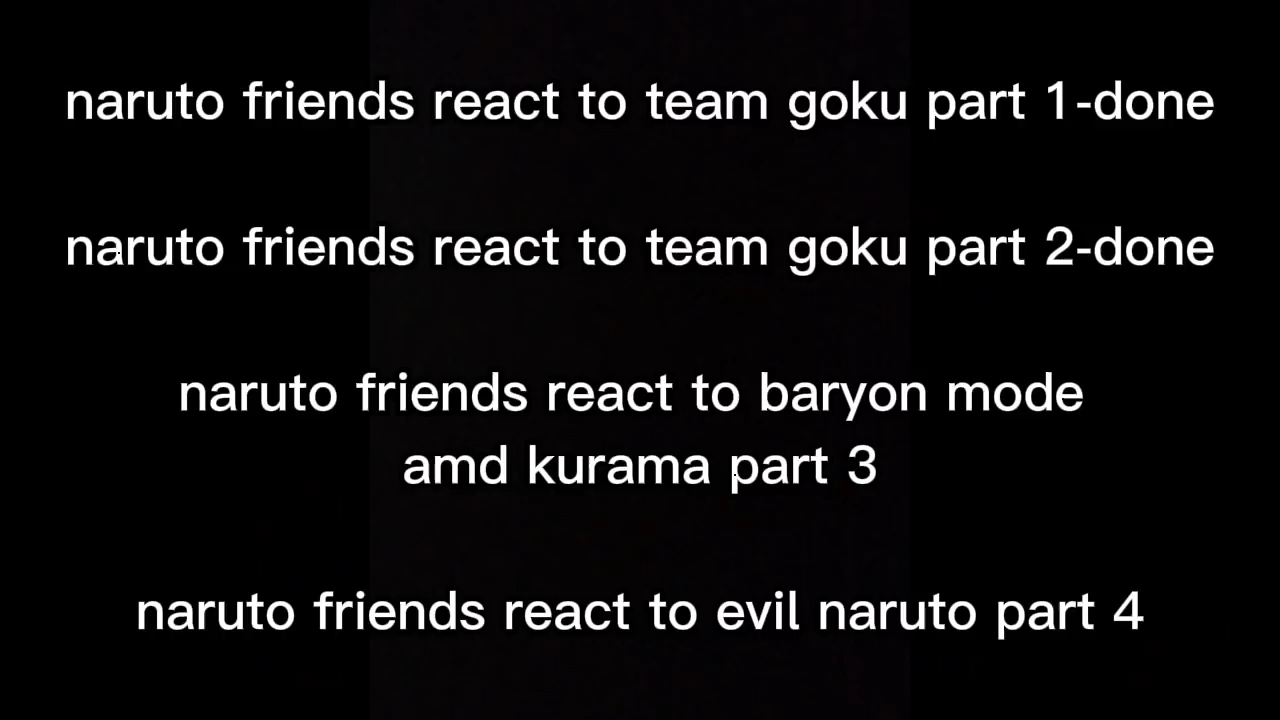 naruto friends react to team goku part 1-done
naruto friends react to team goku part 2-done
naruto friends react to baryon mode
amd kurama part 3
naruto friends react to evil naruto part 4